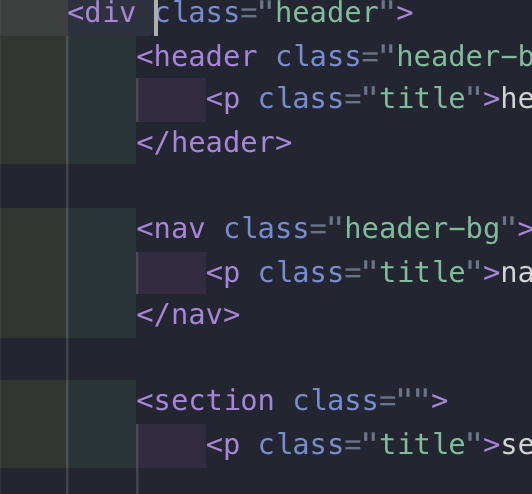 <div class="header">
<header class="header-b
<p class="title">he
</header>
<nav class="header-bg">
<p class="title">na
</nav>
<section class="">
<p class="title">se